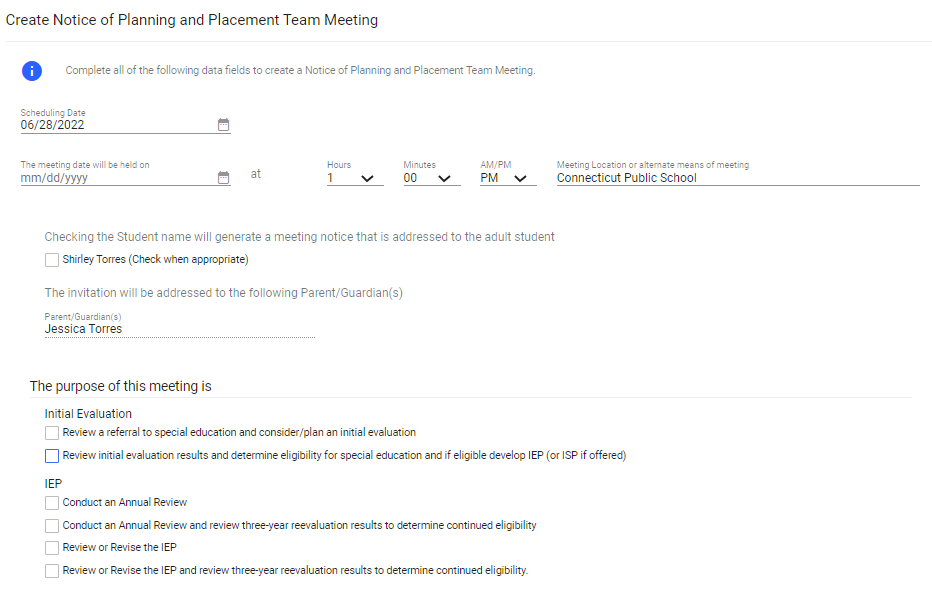 Create Notice of Planning and Placement Team Meeting
i Complete all of the following data fields to create a Notice of Planning and Placement Team Meeting.
Scheduling Date
06/28/2022
The meeting date will be held on Hours Minutes AM/PM Meeting Location or alternate means of meeting
mm/dd/yyyy at 1 00 PM Connecticut Public School
Checking the Student name will generate a meeting notice that is addressed to the adult student
Shirley Torres (Check when appropriate)
The invitation will be addressed to the following Parent/Guardian(s)
Parent/Guardian(s)
Jessica Torres
The purpose of this meeting is
Initial Evaluation
Review a referral to special education and consider/plan an initial evaluation
Review initial evaluation results and determine eligibility for special education and if eligible develop IEP (or ISP if offered)
IEP
Conduct an Annual Review
Conduct an Annual Review and review three-year reevaluation results to determine continued eligibility
Review or Revise the IEP
Review or Revise the IEP and review three-year reevaluation results to determine continued eligibility.